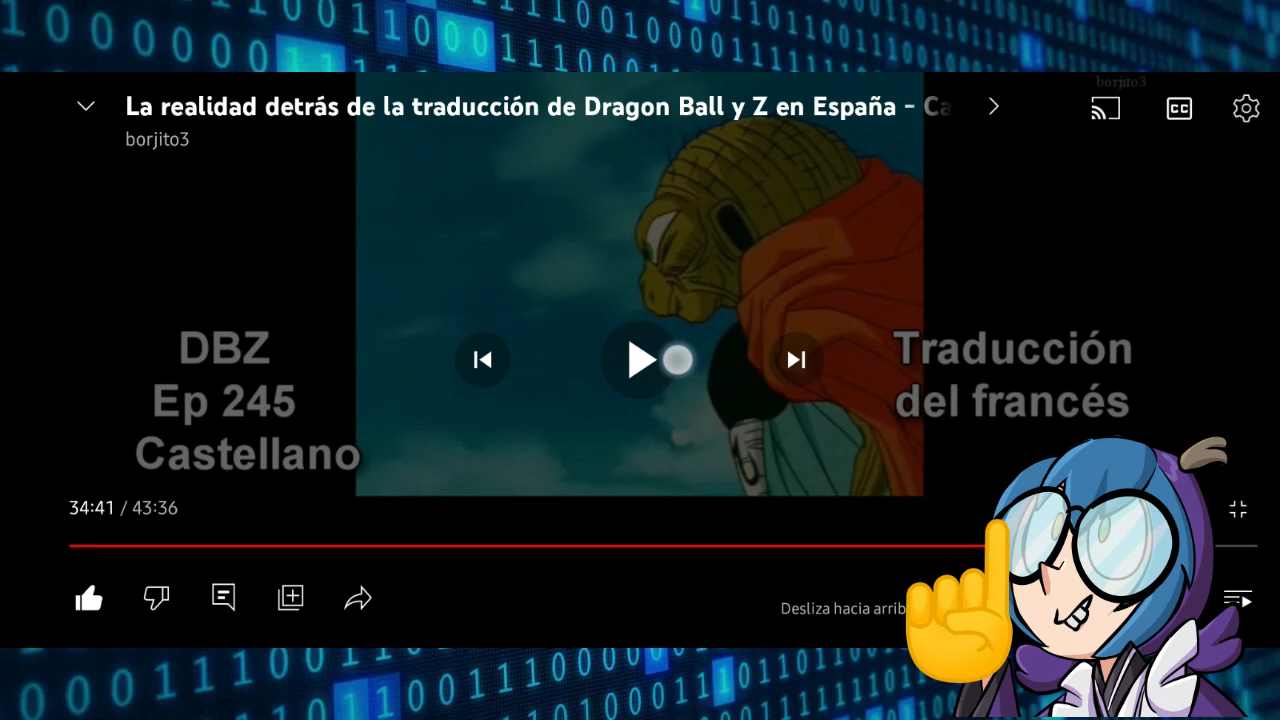 borjito3
La realidad detrás de la traducción de Dragon Ball y Z en España - Ca
CC
borjito3
DBZ
Ep 245
Castellano
Traducción
del francés
34:41 / 43:36
Desliza hacia arrib